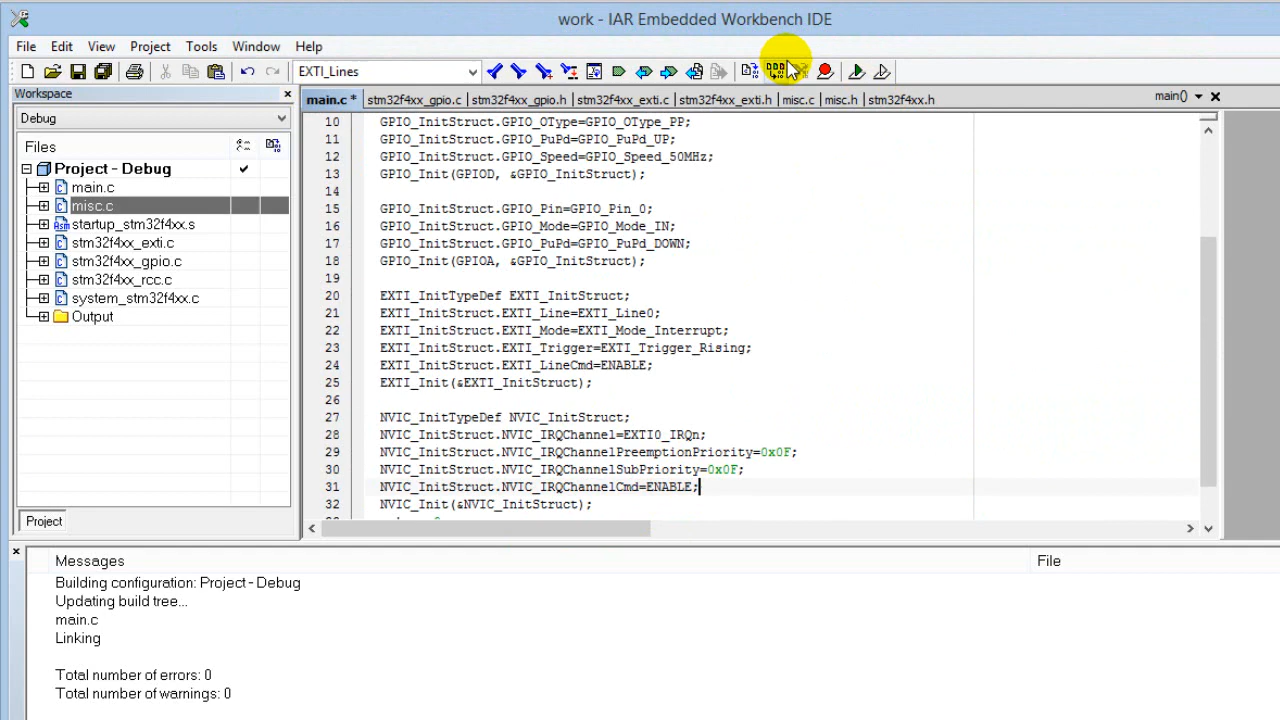 work - IAR Embedded Workbench IDE
File Edit View Project Tools Window Help
EXTI_Lines
Workspace
main.c * stm32f4xx_gpio.c stm32f4xx_gpio.h stm32f4xx_exti.c stm32f4xx_exti.h misc.c misc.h stm32f4xx.h main()
Debug
Files
Project - Debug
main.c
misc.c
startup_stm32f4xx.s
stm32f4xx_exti.c
stm32f4xx_gpio.c
stm32f4xx_rcc.c
system_stm32f4xx.c
Output
Project
10 GPIO_InitStruct.GPIO_OType=GPIO_OType_PP;
11 GPIO_InitStruct.GPIO_PuPd=GPIO_PuPd_UP;
12 GPIO_InitStruct.GPIO_Speed=GPIO_Speed_50MHz;
13 GPIO_Init(GPIOD, &GPIO_InitStruct);
14
15 GPIO_InitStruct.GPIO_Pin=GPIO_Pin_0;
16 GPIO_InitStruct.GPIO_Mode=GPIO_Mode_IN;
17 GPIO_InitStruct.GPIO_PuPd=GPIO_PuPd_DOWN;
18 GPIO_Init(GPIOA, &GPIO_InitStruct);
19
20 EXTI_InitTypeDef EXTI_InitStruct;
21 EXTI_InitStruct.EXTI_Line=EXTI_Line0;
22 EXTI_InitStruct.EXTI_Mode=EXTI_Mode_Interrupt;
23 EXTI_InitStruct.EXTI_Trigger=EXTI_Trigger_Rising;
24 EXTI_InitStruct.EXTI_LineCmd=ENABLE;
25 EXTI_Init(&EXTI_InitStruct);
26
27 NVIC_InitTypeDef NVIC_InitStruct;
28 NVIC_InitStruct.NVIC_IRQChannel=EXTI0_IRQn;
29 NVIC_InitStruct.NVIC_IRQChannelPreemptionPriority=0x0F;
30 NVIC_InitStruct.NVIC_IRQChannelSubPriority=0x0F;
31 NVIC_InitStruct.NVIC_IRQChannelCmd=ENABLE;
32 NVIC_Init(&NVIC_InitStruct);
Messages File
Building configuration: Project - Debug
Updating build tree...
main.c
Linking
Total number of errors: 0
Total number of warnings: 0